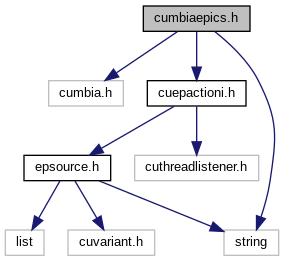 cumbiaepics.h
cumbia.h
cuepactioni.h
epsource.h
cuthreadlistener.h
list
cuvariant.h
string